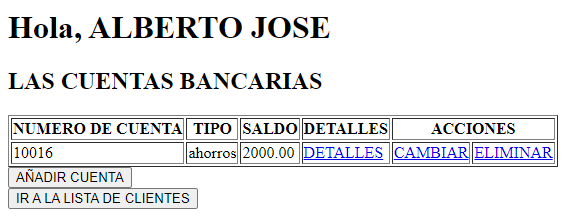 Hola, ALBERTO JOSE
LAS CUENTAS BANCARIAS
NUMERO DE CUENTA TIPO SALDO DETALLES ACCIONES
10016 ahorros 2000.00 DETALLES CAMBIAR ELIMINAR
AÑADIR CUENTA
IR A LA LISTA DE CLIENTES